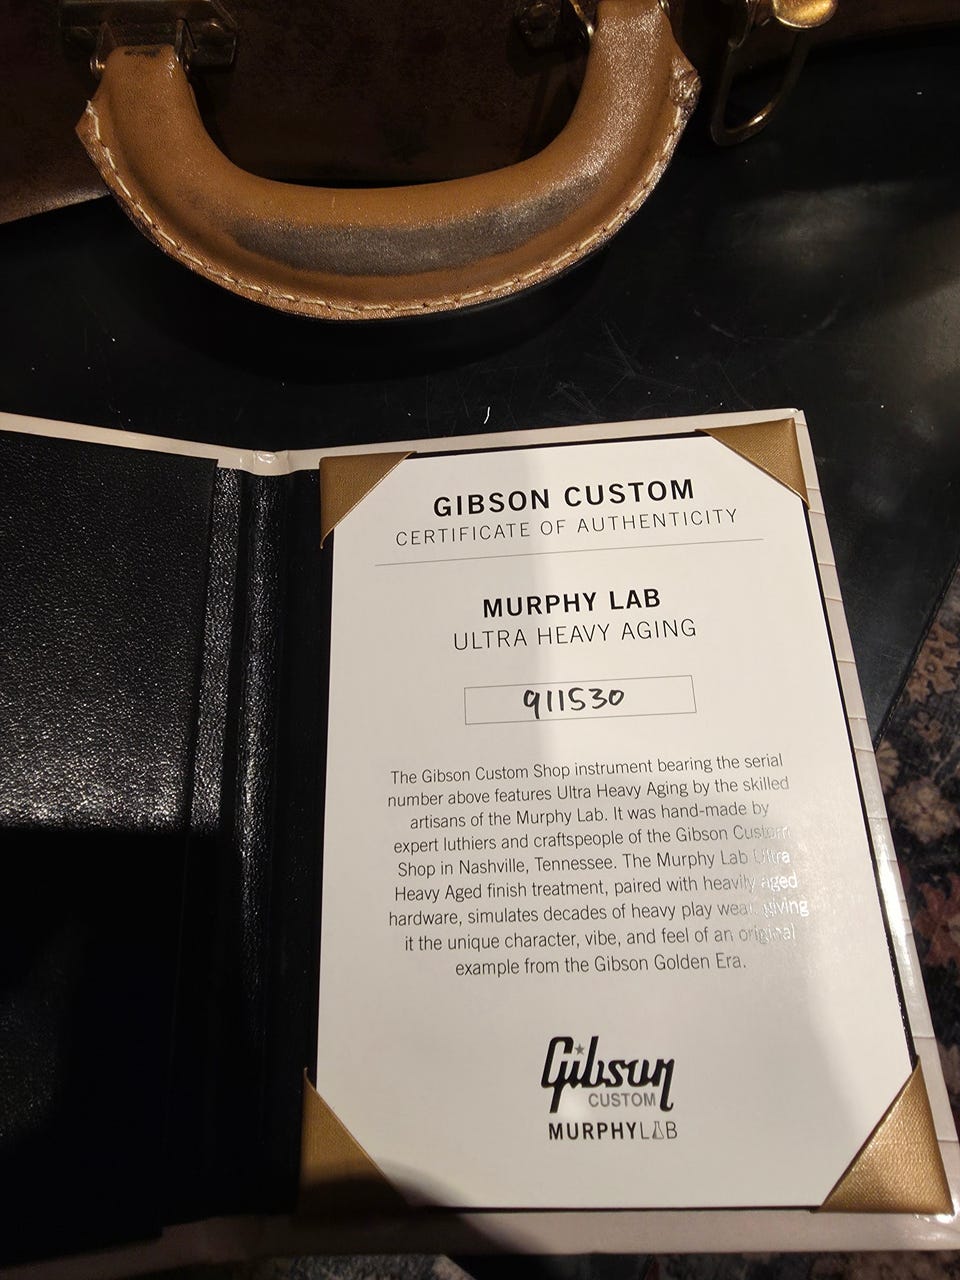 GIBSON CUSTOM
CERTIFICATE OF AUTHENTICITY
MURPHY LAB
ULTRA HEAVY AGING
911530
The Gibson Custom Shop instrument bearing the serial
number above features Ultra Heavy Aging by the skilled
artisans of the Murphy Lab. It was hand-made by
expert luthiers and craftspeople of the Gibson Custom
Shop in Nashville, Tennessee. The Murphy Lab Ultra
Heavy Aged finish treatment, paired with heavily aged
hardware, simulates decades of heavy play wear, giving
it the unique character, vibe, and feel of an original
example from the Gibson Golden Era.
Gibson
CUSTOM
MURPHYLAB